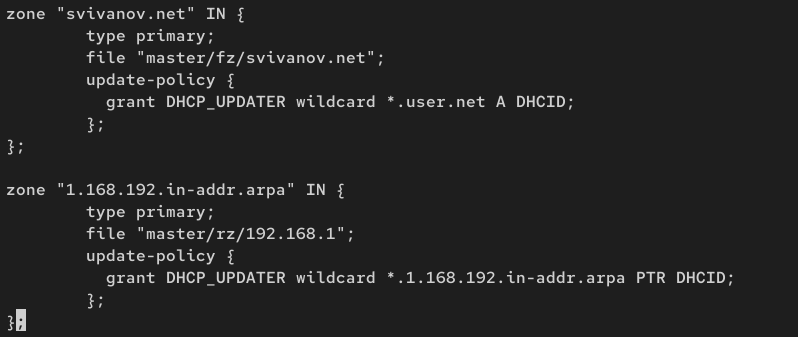 zone "svivanov.net" IN {
        type primary;
        file "master/fz/svivanov.net";
        update-policy {
          grant DHCP_UPDATER wildcard *.user.net A DHCID;
        };
};

zone "1.168.192.in-addr.arpa" IN {
        type primary;
        file "master/rz/192.168.1";
        update-policy {
          grant DHCP_UPDATER wildcard *.1.168.192.in-addr.arpa PTR DHCID;
        };
};